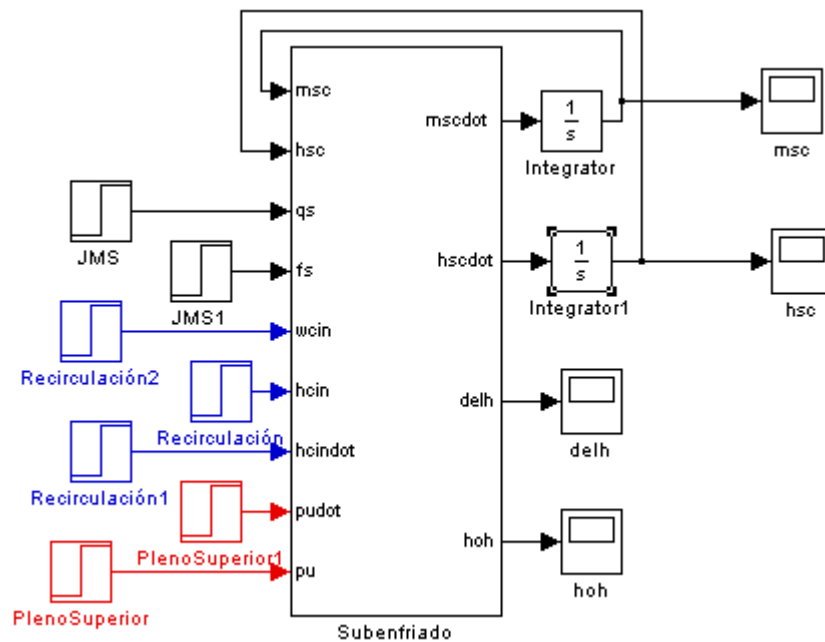 msc
mscdot
1
s
Integrator
msc
hsc
JMS
qs
JMS1
fs
hscdot
1
s
Integrator1
hsc
Recirculación2
wcin
Recirculación
hcin
Recirculación1
hcindot
delh
delh
PlenoSuperior1
pudot
PlenoSuperior
pu
hoh
hoh
Subenfriado